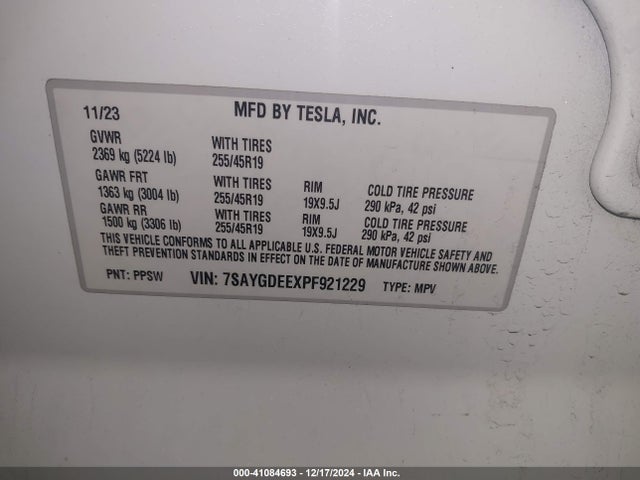 11/23 MFD BY TESLA, INC.
GVWR
2369 kg (5224 lb) WITH TIRES 255/45R19
GAWR FRT
1363 kg (3004 lb) WITH TIRES 255/45R19 RIM 19X9.5J COLD TIRE PRESSURE 290 kPa, 42 psi
GAWR RR
1500 kg (3306 lb) WITH TIRES 255/45R19 RIM 19X9.5J COLD TIRE PRESSURE 290 kPa, 42 psi
THIS VEHICLE CONFORMS TO ALL APPLICABLE U.S. FEDERAL MOTOR VEHICLE SAFETY AND
THEFT PREVENTION STANDARDS IN EFFECT ON THE DATE OF MANUFACTURE SHOWN ABOVE.
PNT: PPSW VIN: 7SAYGDEEXPF921229 TYPE: MPV
000-41084693 - 12/17/2024 - IAA Inc.